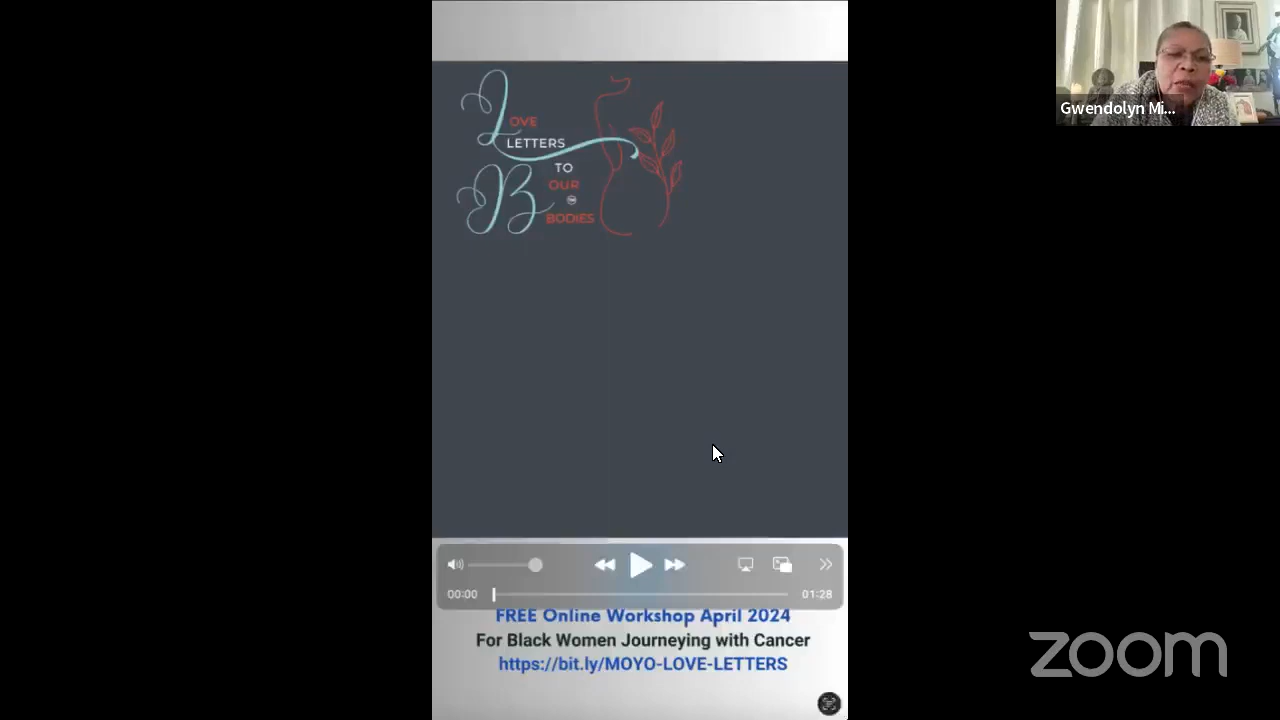 LOVE
LETTERS
TO
OUR
BODIES
Gwendolyn Mi...
00:00
01:28
FREE Online Workshop April 2024
For Black Women Journeying with Cancer
https://bit.ly/MOYO-LOVE-LETTERS
zoom